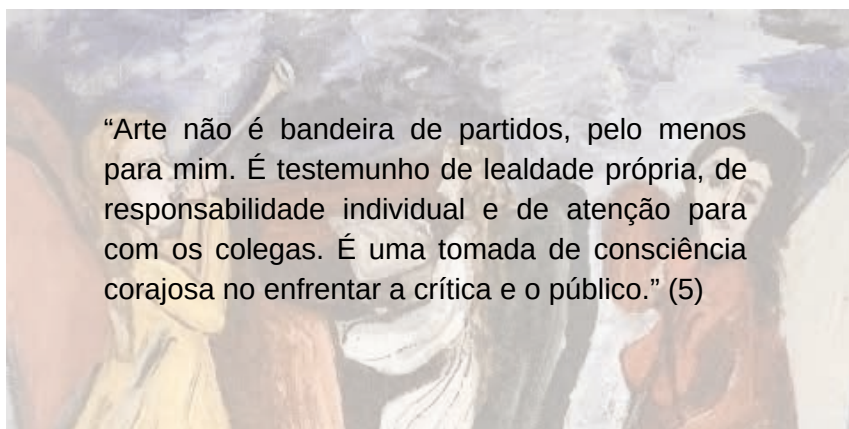 “Arte não é bandeira de partidos, pelo menos
para mim. É testemunho de lealdade própria, de
responsabilidade individual e de atenção para
com os colegas. É uma tomada de consciência
corajosa no enfrentar a crítica e o público.” (5)